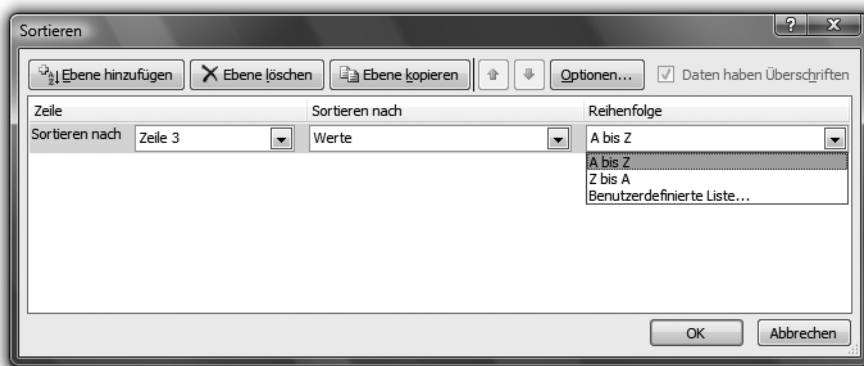 Sortieren
Ebene hinzufügen Ebene löschen Ebene kopieren Optionen... Daten haben Überschriften
Zeile Sortieren nach Reihenfolge
Sortieren nach Zeile 3 Werte A bis Z
A bis Z
Z bis A
Benutzerdefinierte Liste...
OK Abbrechen